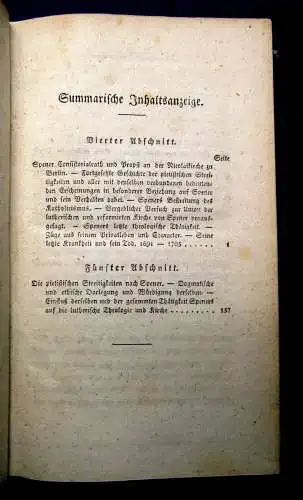 Summarische Inhaltsanzeige.
Vierter Abschnitt.
Seite
Spener Consistorialrath und Propst an der Nicolaikirche zu
Berlin. — Fortgesetzte Geschichte der pietistischen Strei-
tigkeiten und aller mit denselben verbundenen bedeuten-
den Erscheinungen in besonderer Beziehung auf Spener
und sein Verhalten dabei. — Speners Bestreitung des
Katholicismus. — Vergeblicher Versuch zur Union der
lutherischen und reformirten Kirche von Spener voraus-
gesagt. — Speners letzte theologische Thätigkeit.
Züge aus seinem Privatleben und Character. — Seine
letzte Krankheit und sein Tod. 1691 — 1705 1
Fünfter Abschnitt.
Die pietistischen Streitigkeiten nach Spener. — Dogmatische
und ethische Darlegung und Würdigung derselben. —
Einfluß derselben und der gesammten Thätigkeit Speners
auf die lutherische Theologie und Kirche ......... 157